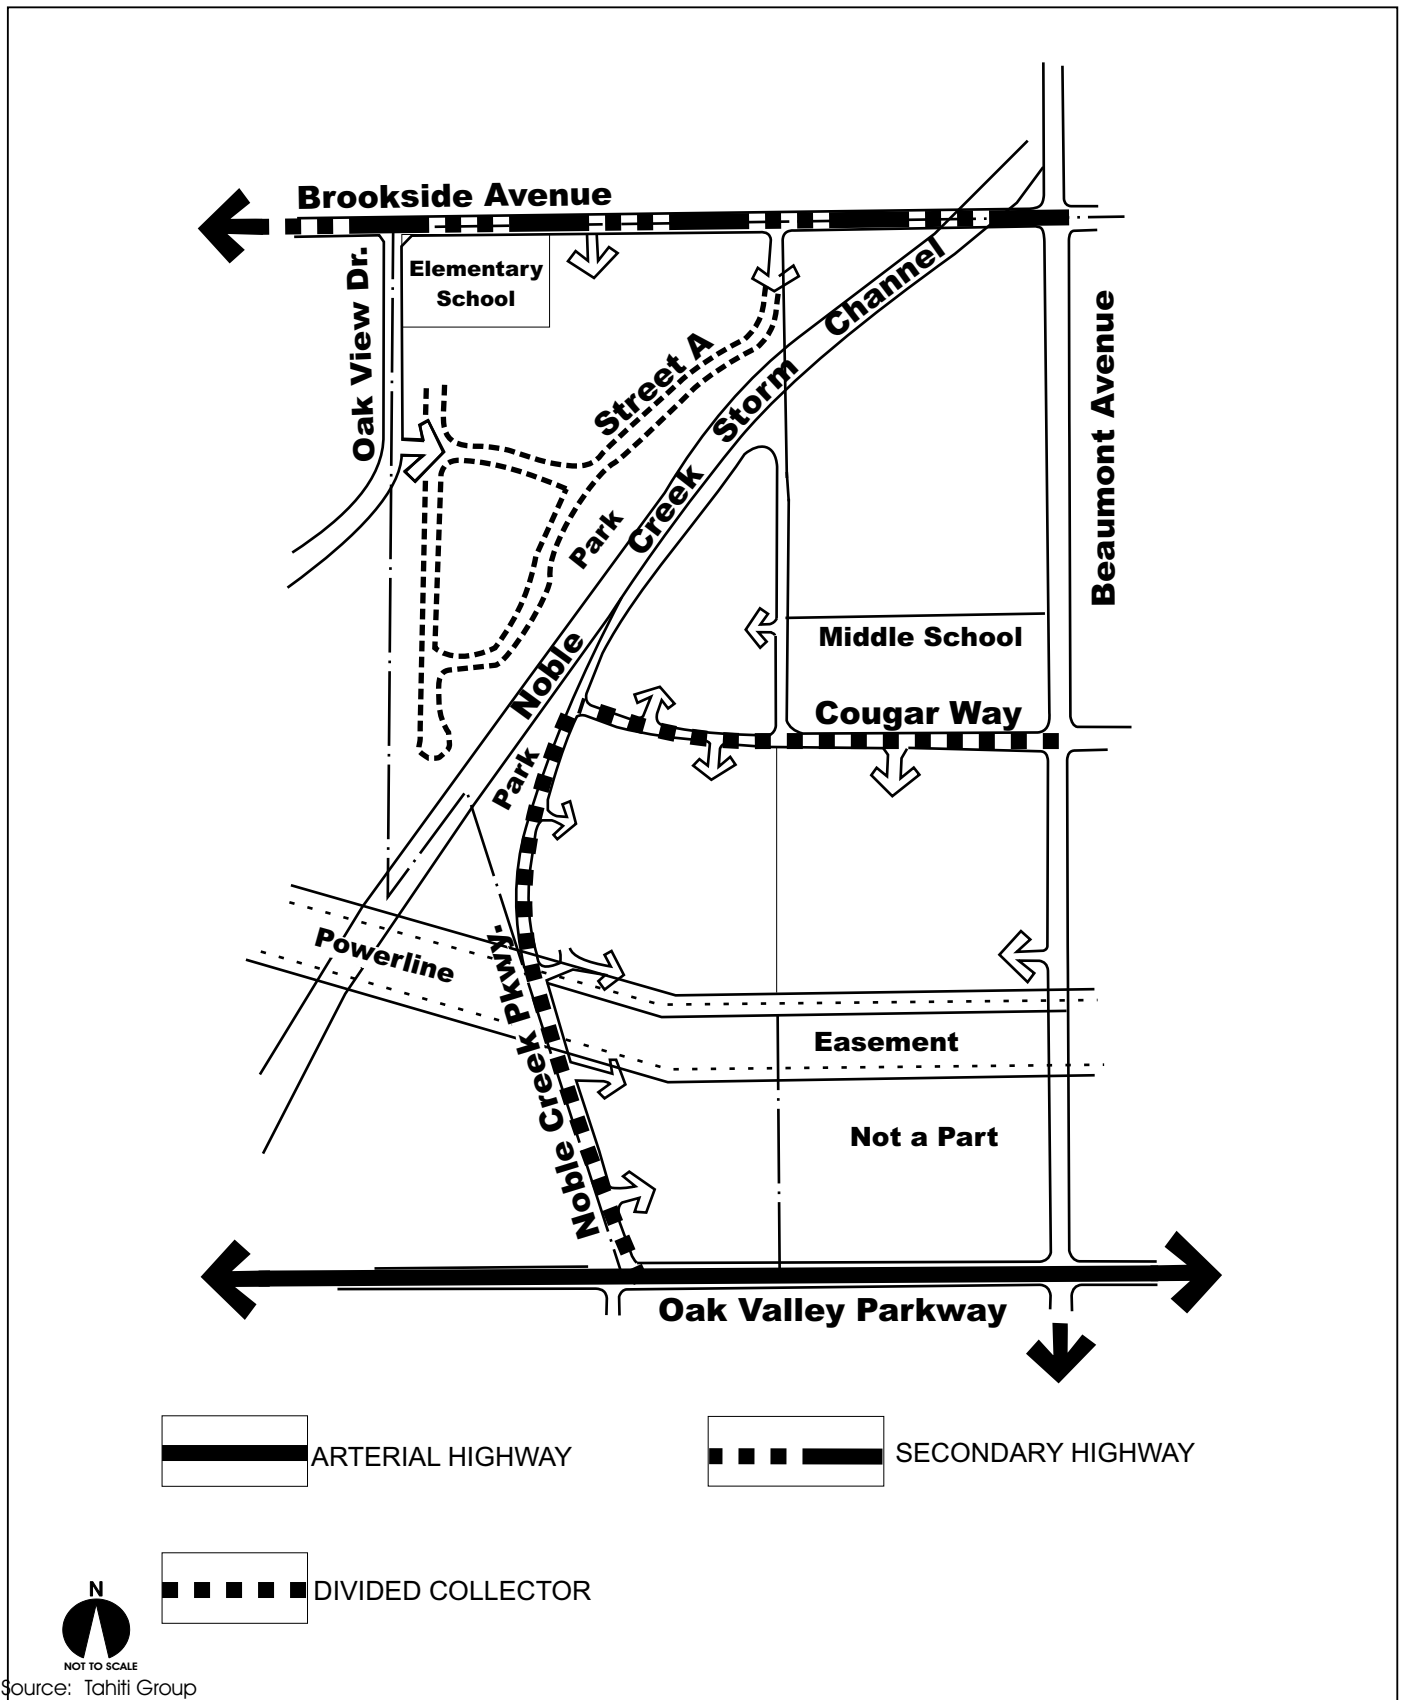 Brookside Avenue
Oak View Dr.
Elementary
School
Street A
Noble Creek Storm Channel
Park
Beaumont Avenue
Middle School
Cougar Way
Park
Powerline
Easement
Noble Creek Pkwy.
Not a Part
Oak Valley Parkway
ARTERIAL HIGHWAY
SECONDARY HIGHWAY
DIVIDED COLLECTOR
N
NOT TO SCALE
Source: Tahiti Group